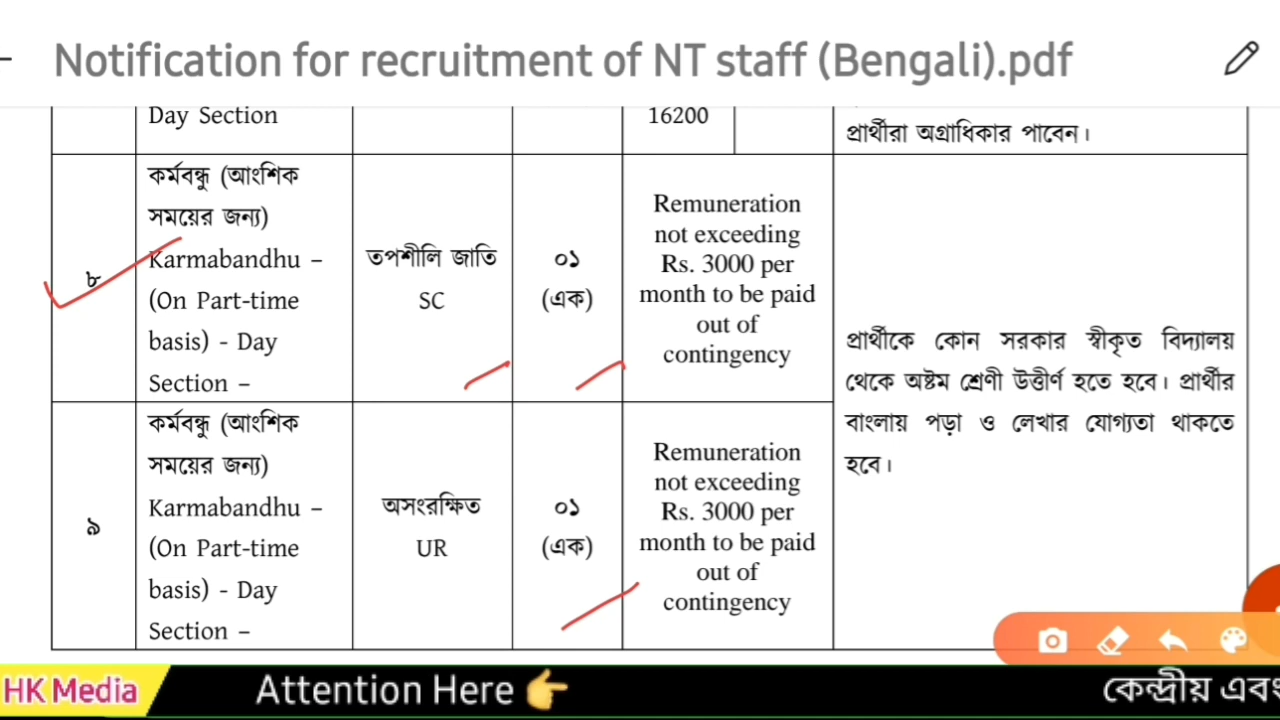 Notification for recruitment of NT staff (Bengali).pdf
Day Section
16200
প্রার্থীরা অগ্রাধিকার পাবেন।
৮
কর্মবন্ধু (আংশিক
সময়ের জন্য)
Karmabandhu –
(On Part-time
basis) - Day
Section –
তপশীলি জাতি
SC
০১
(এক)
Remuneration
not exceeding
Rs. 3000 per
month to be paid
out of
contingency
প্রার্থীকে কোন সরকার স্বীকৃত বিদ্যালয়
থেকে অষ্টম শ্রেণী উত্তীর্ণ হতে হবে। প্রার্থীর
বাংলায় পড়া ও লেখার যোগ্যতা থাকতে
হবে।
৯
কর্মবন্ধু (আংশিক
সময়ের জন্য)
Karmabandhu –
(On Part-time
basis) - Day
Section –
অসংরক্ষিত
UR
০১
(এক)
Remuneration
not exceeding
Rs. 3000 per
month to be paid
out of
contingency
HK Media
Attention Here 👉
কেন্দ্রীয়